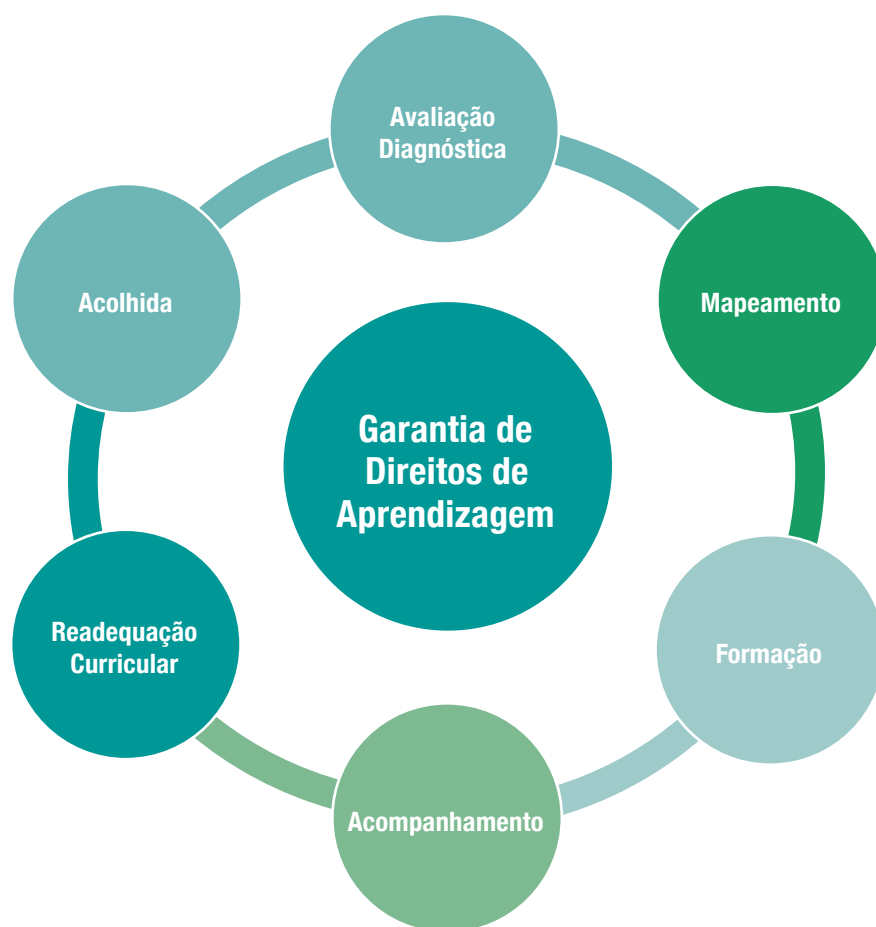 Avaliação
Diagnóstica
Acolhida
Mapeamento
Garantia de
Direitos de
Aprendizagem
Readequação
Curricular
Formação
Acompanhamento